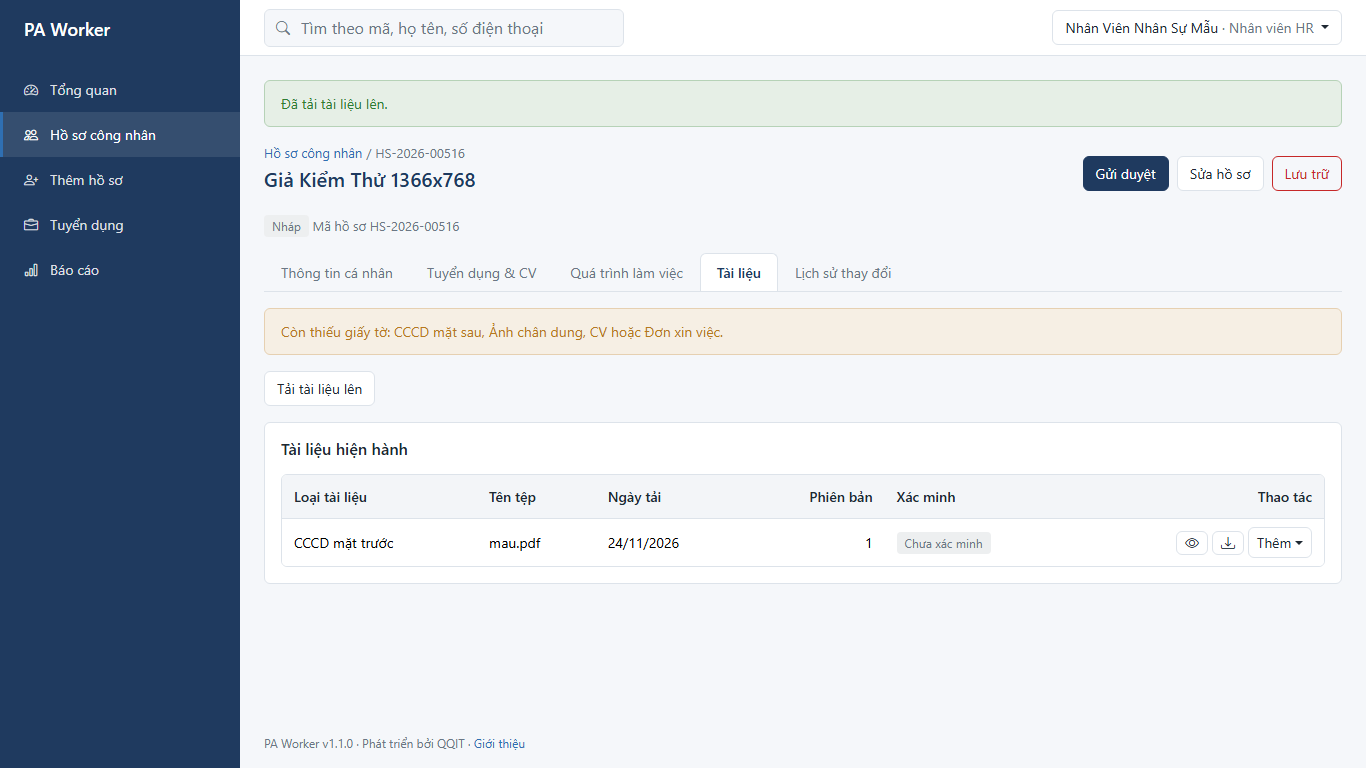 PA Worker
Tìm theo mã, họ tên, số điện thoại
Nhân Viên Nhân Sự Mẫu · Nhân viên HR
Tổng quan
Hồ sơ công nhân
Thêm hồ sơ
Tuyển dụng
Báo cáo
Đã tải tài liệu lên.
Hồ sơ công nhân / HS-2026-00516
Giả Kiểm Thử 1366x768
Gửi duyệt
Sửa hồ sơ
Lưu trữ
Nháp Mã hồ sơ HS-2026-00516
Thông tin cá nhân
Tuyển dụng & CV
Quá trình làm việc
Tài liệu
Lịch sử thay đổi
Còn thiếu giấy tờ: CCCD mặt sau, Ảnh chân dung, CV hoặc Đơn xin việc.
Tải tài liệu lên
Tài liệu hiện hành
Loại tài liệu Tên tệp Ngày tải Phiên bản Xác minh Thao tác
CCCD mặt trước mau.pdf 24/11/2026 1 Chưa xác minh Thêm
PA Worker v1.1.0 · Phát triển bởi QQIT · Giới thiệu